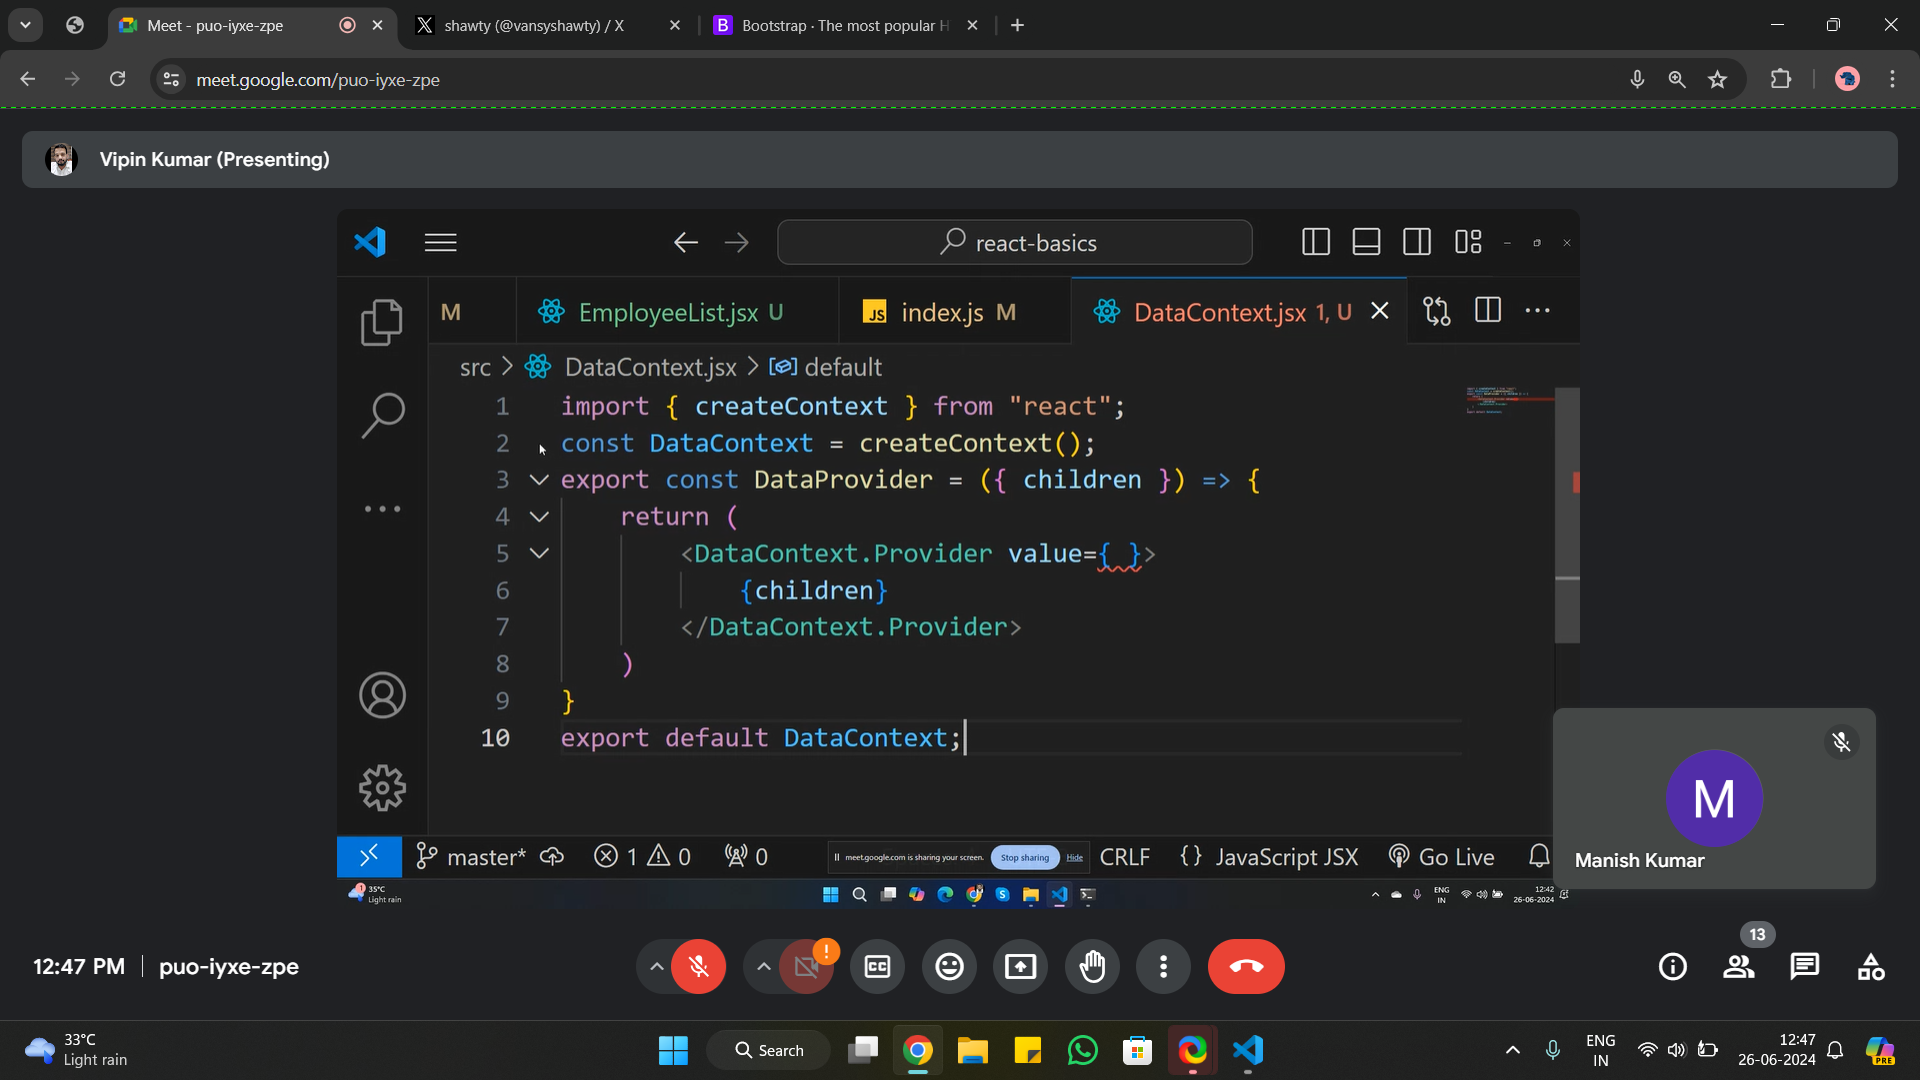 Meet - puo-iyxe-zpe
shawty (@vansyshawty) / X
B Bootstrap · The most popular H
meet.google.com/puo-iyxe-zpe
Vipin Kumar (Presenting)
react-basics
M
EmployeeList.jsx U
JS index.js M
DataContext.jsx 1, U
src > DataContext.jsx > default
1 import { createContext } from "react";
2 const DataContext = createContext();
3 export const DataProvider = ({ children }) => {
4 return (
5 <DataContext.Provider value={ }>
6 {children}
7 </DataContext.Provider>
8 )
9 }
10 export default DataContext;
master* 1 0 0
meet.google.com is sharing your screen. Stop sharing Hide
CRLF {} JavaScript JSX Go Live
M
Manish Kumar
1 35°C
Light rain
ENG
IN
12:42
26-06-2024
12:47 PM | puo-iyxe-zpe
!
CC
13
33°C
Light rain
Search
ENG
IN
12:47
26-06-2024
PRE